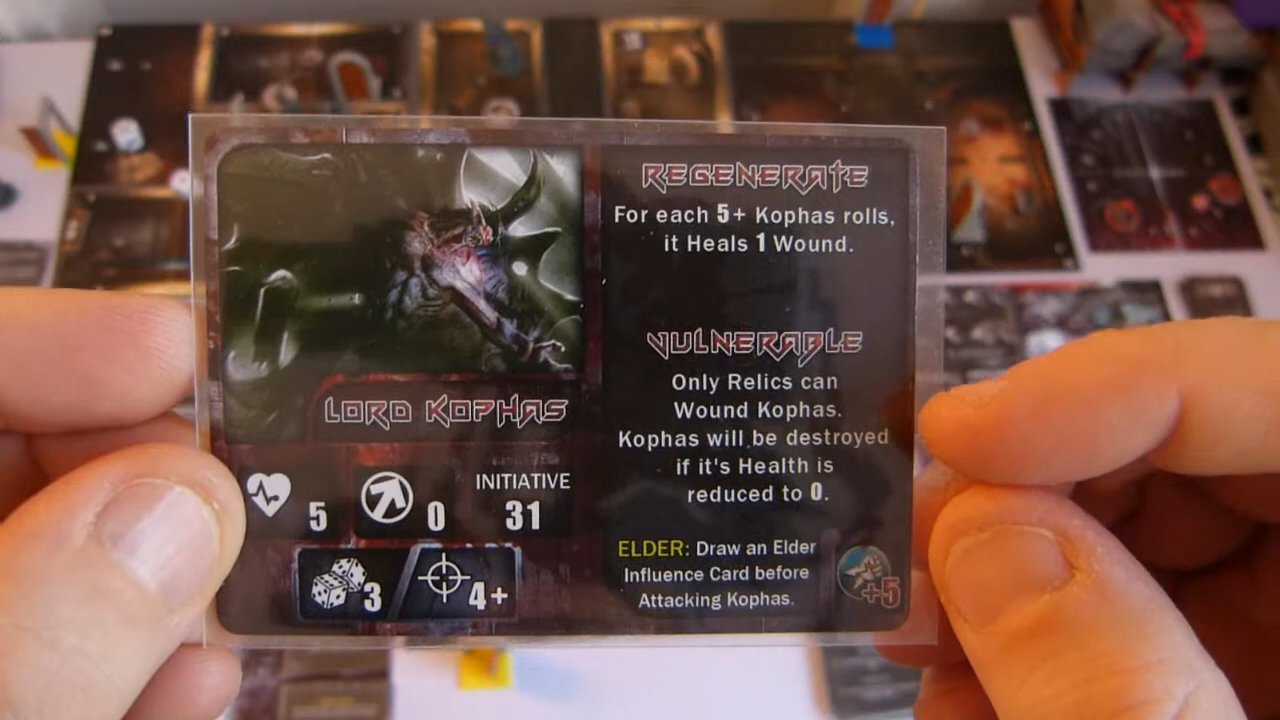 REGENERATE
For each 5+ Kophas rolls,
it Heals 1 Wound.
VULNERABLE
Only Relics can
Wound Kophas.
Kophas will be destroyed
if it's Health is
reduced to 0.
ELDER: Draw an Elder
Influence Card before
Attacking Kophas.
+5
LORD KOPHAS
5
0
INITIATIVE
31
3
4+